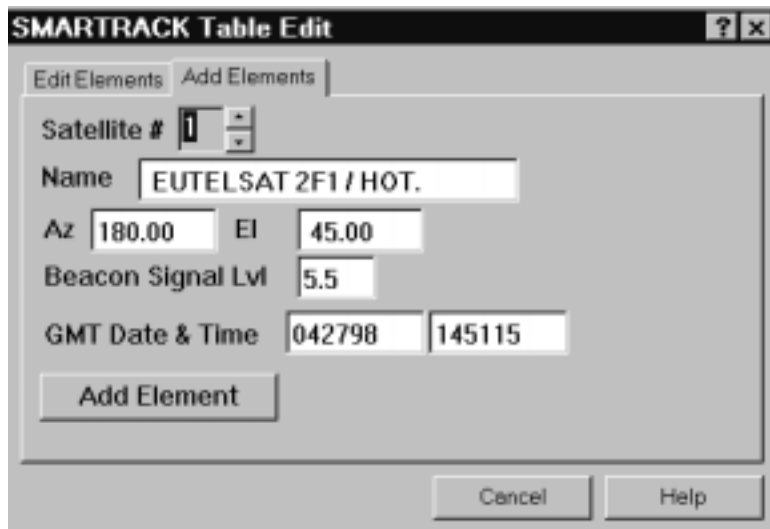 SMARTRACK Table Edit ? ×
Edit Elements Add Elements
Satellite # 1
Name EUTELSAT 2F1 / HOT.
Az 180.00 El 45.00
Beacon Signal Lvl 5.5
GMT Date & Time 042798 145115
Add Element
Cancel Help